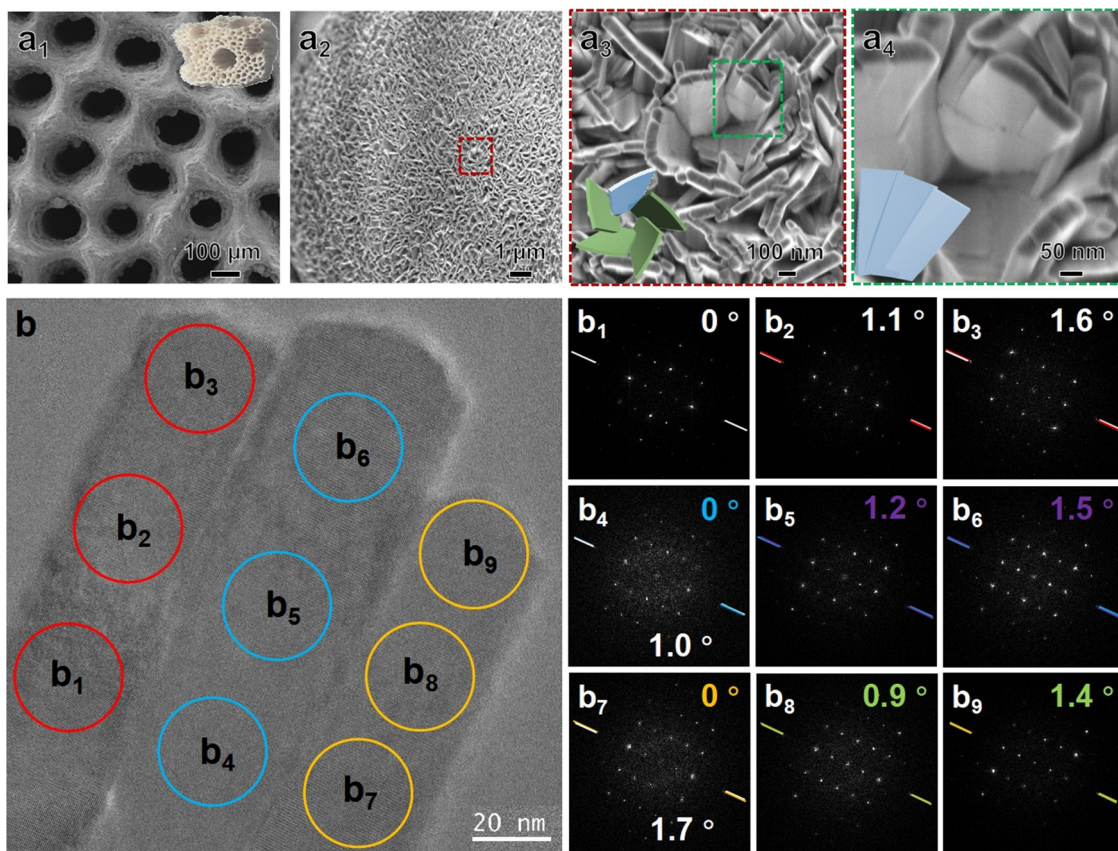 a₁
100 μm
a₂
1 μm
a₃
100 nm
a₄
50 nm
b
b₃
b₆
b₂
b₉
b₅
b₁
b₈
b₄
b₇
20 nm
b₁ 0 °
b₂ 1.1 °
b₃ 1.6 °
b₄ 0 °
1.0 °
b₅ 1.2 °
b₆ 1.5 °
b₇ 0 °
1.7 °
b₈ 0.9 °
b₉ 1.4 °